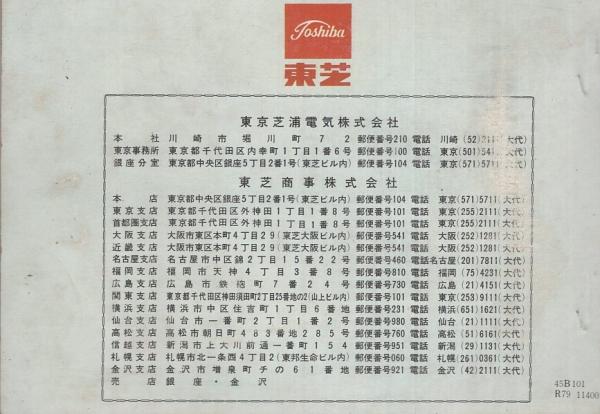 Toshiba
東芝
東京芝浦電気株式会社
本社 川崎市堀川町72 郵便番号210 電話 川崎(52)2111(大代)
東京事務所 東京都千代田区内幸町1丁目1番6号 郵便番号100 電話 東京(501)5411(大代)
銀座分室 東京都中央区銀座5丁目2番1号(東芝ビル内) 郵便番号104 電話 東京(571)5711(大代)
東芝商事株式会社
本店 東京都中央区銀座5丁目2番1号(東芝ビル内) 郵便番号104 電話 東京(571)5711(大代)
東京支店 東京都千代田区外神田1丁目1番8号 郵便番号101 電話 東京(255)2111(大代)
首都圏支店 東京都千代田区外神田1丁目1番8号 郵便番号101 電話 東京(255)2111(大代)
大阪支店 大阪市東区本町4丁目29(東芝大阪ビル内) 郵便番号541 電話 大阪(252)1281(大代)
近畿支店 大阪市東区本町4丁目29(東芝大阪ビル内) 郵便番号541 電話 大阪(252)1281(大代)
名古屋支店 名古屋市中区錦2丁目15番22号 郵便番号460 電話 名古屋(201)7811(大代)
福岡支店 福岡市天神4丁目3番8号 郵便番号810 電話 福岡(75)4231(大代)
広島支店 広島市鉄砲町7番24号 郵便番号730 電話 広島(21)4151(大代)
関東支店 東京都千代田区神田須田町2丁目25番地の2(山上ビル内) 郵便番号101 電話 東京(253)9111(大代)
横浜支店 横浜市中区住吉町1丁目6番地 郵便番号231 電話 横浜(651)1621(大代)
仙台支店 仙台市一番町2丁目1番2号 郵便番号980 電話 仙台(21)1111(大代)
高松支店 高松市朝日町483番地285号 郵便番号760 電話 高松(51)6161(大代)
信越支店 新潟市上大川前通一番町154 郵便番号951 電話 新潟(29)1131(大代)
札幌支店 札幌市北一条西4丁目2(東邦生命ビル内) 郵便番号060 電話 札幌(261)0361(大代)
金沢支店 金沢市増泉町チの61番地 郵便番号921 電話 金沢(42)2111(大代)
売店 銀座・金沢
45B101
R79 11400